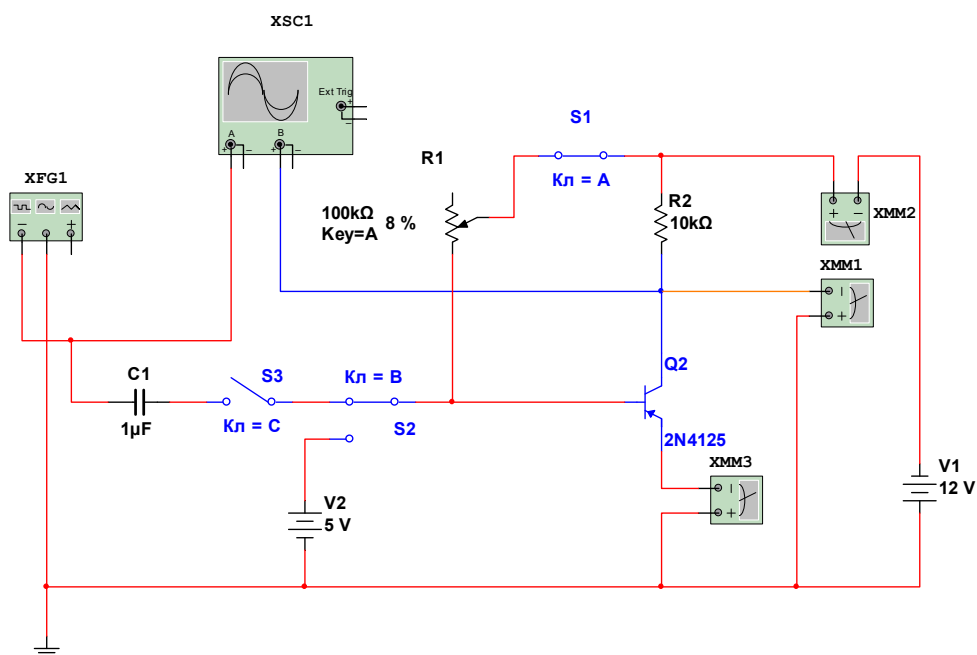 XSC1
Ext Trig
+
−
A
B
+
−
+
−
S1
Кл = A
R1
100kΩ
Key=A
8 %
R2
10kΩ
XFG1
−
+
+
−
XMM2
XMM1
−
+
C1
1µF
S3
Кл = C
Кл = B
S2
Q2
2N4125
XMM3
−
+
V2
5 V
V1
12 V